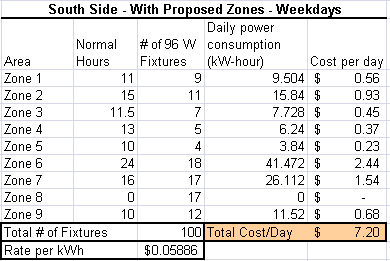 South Side - With Proposed Zones - Weekdays
Area Normal Hours # of 96 W Fixtures Daily power consumption (kW-hour) Cost per day
Zone 1 11 9 9.504 $ 0.56
Zone 2 15 11 15.84 $ 0.93
Zone 3 11.5 7 7.728 $ 0.45
Zone 4 13 5 6.24 $ 0.37
Zone 5 10 4 3.84 $ 0.23
Zone 6 24 18 41.472 $ 2.44
Zone 7 16 17 26.112 $ 1.54
Zone 8 0 17 0 $ -
Zone 9 10 12 11.52 $ 0.68
Total # of Fixtures 100 Total Cost/Day $ 7.20
Rate per kWh $0.05886